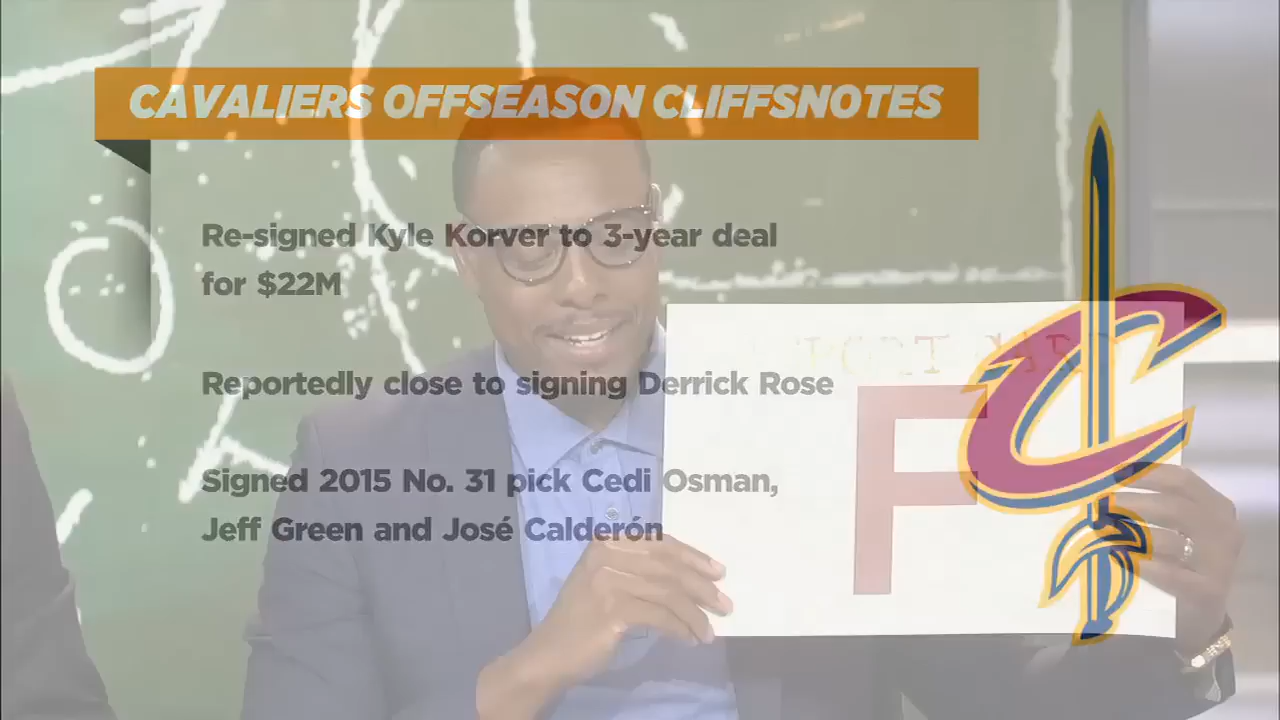 CAVALIERS OFFSEASON CLIFFSNOTES
Re-signed Kyle Korver to 3-year deal
for $22M
Reportedly close to signing Derrick Rose
Signed 2015 No. 31 pick Cedi Osman,
Jeff Green and José Calderón
F